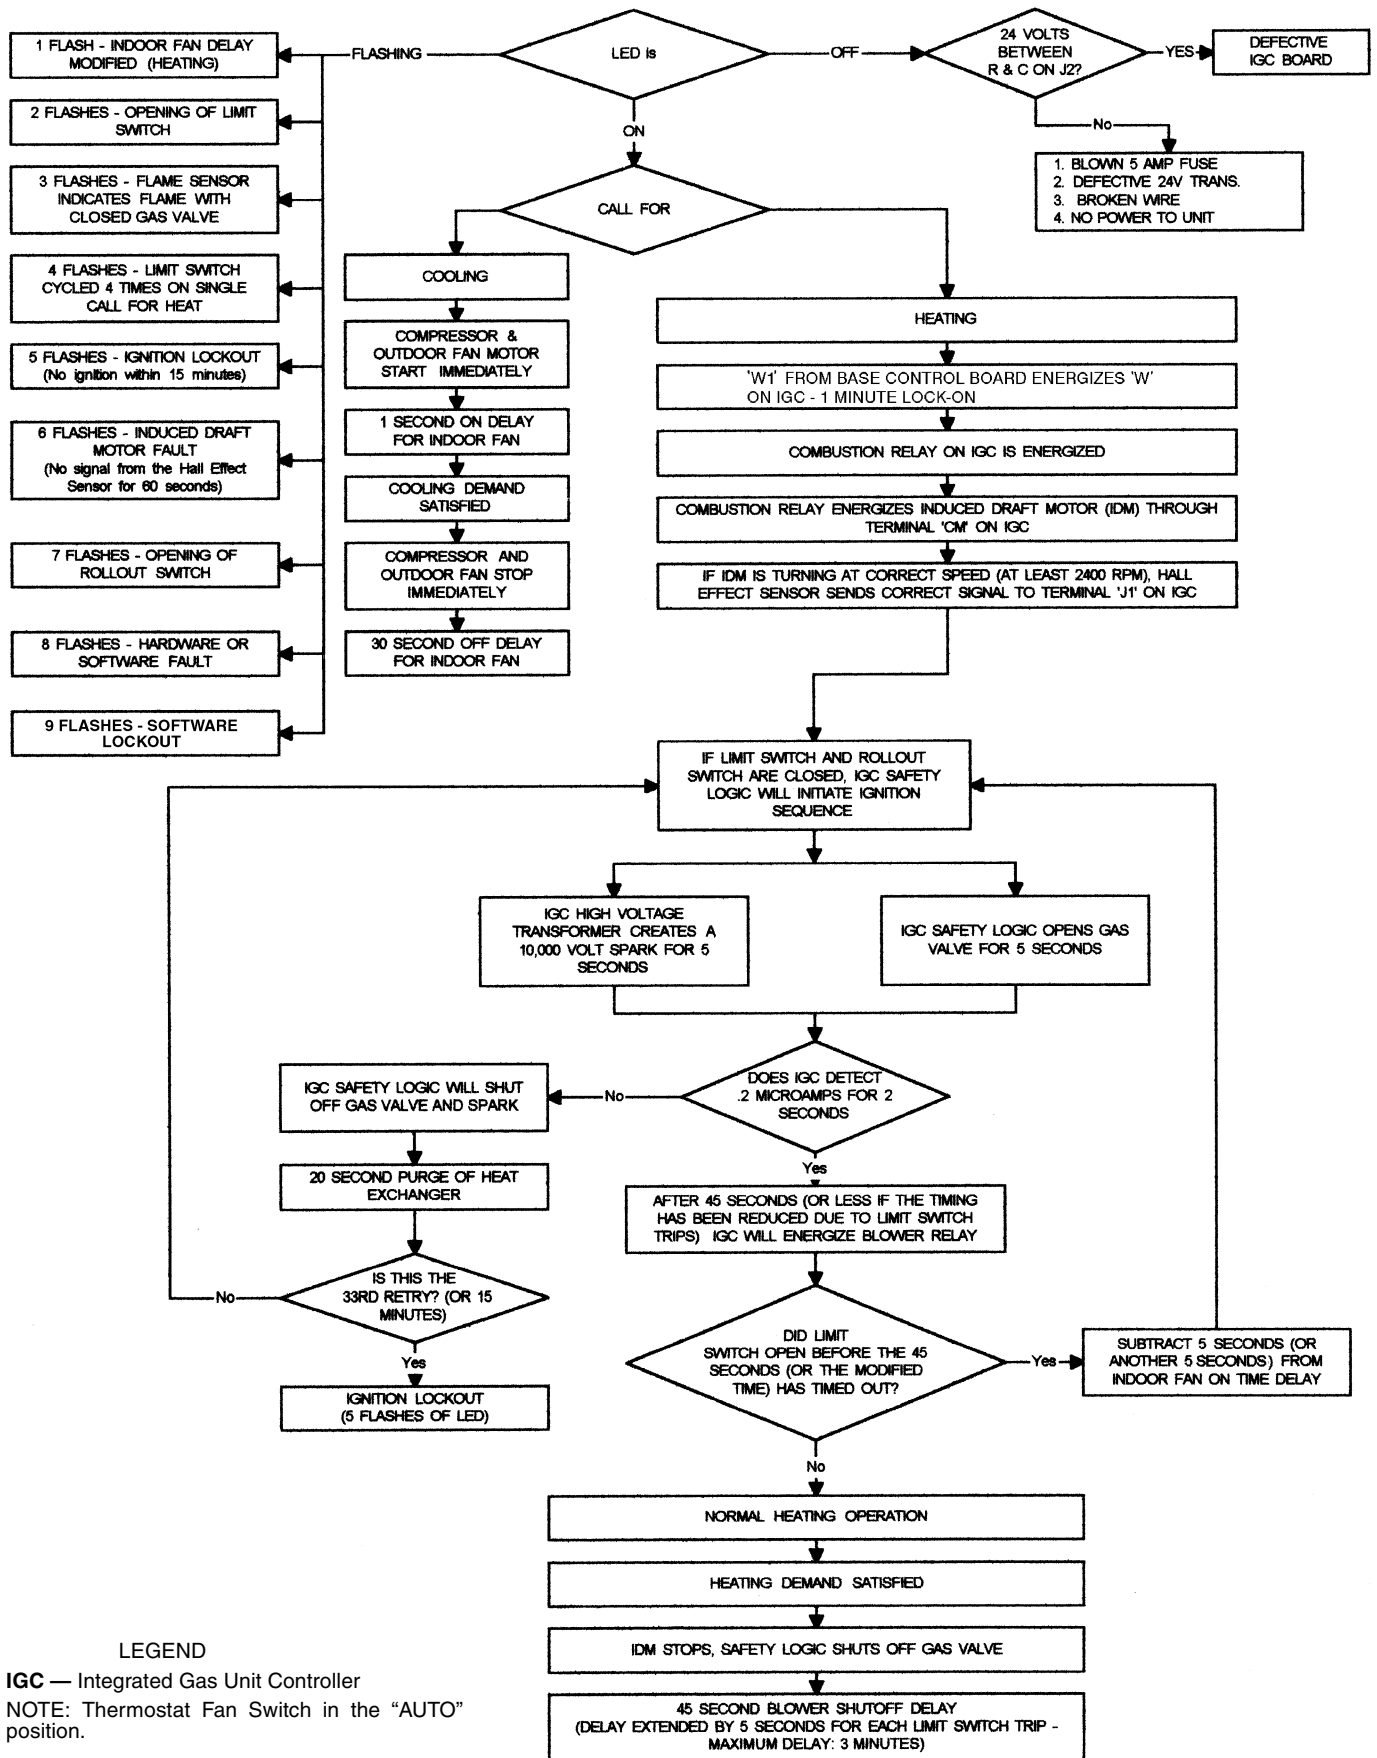 LED is
FLASHING
OFF
ON
24 VOLTS
BETWEEN
R & C ON J2?
YES
DEFECTIVE
IGC BOARD
No
1. BLOWN 5 AMP FUSE
2. DEFECTIVE 24V TRANS.
3. BROKEN WIRE
4. NO POWER TO UNIT
1 FLASH - INDOOR FAN DELAY
MODIFIED (HEATING)
2 FLASHES - OPENING OF LIMIT
SWITCH
3 FLASHES - FLAME SENSOR
INDICATES FLAME WITH
CLOSED GAS VALVE
4 FLASHES - LIMIT SWITCH
CYCLED 4 TIMES ON SINGLE
CALL FOR HEAT
5 FLASHES - IGNITION LOCKOUT
(No ignition within 15 minutes)
6 FLASHES - INDUCED DRAFT
MOTOR FAULT
(No signal from the Hall Effect
Sensor for 60 seconds)
7 FLASHES - OPENING OF
ROLLOUT SWITCH
8 FLASHES - HARDWARE OR
SOFTWARE FAULT
9 FLASHES - SOFTWARE
LOCKOUT
CALL FOR
COOLING
COMPRESSOR &
OUTDOOR FAN MOTOR
START IMMEDIATELY
1 SECOND ON DELAY
FOR INDOOR FAN
COOLING DEMAND
SATISFIED
COMPRESSOR AND
OUTDOOR FAN STOP
IMMEDIATELY
30 SECOND OFF DELAY
FOR INDOOR FAN
HEATING
'W1' FROM BASE CONTROL BOARD ENERGIZES 'W'
ON IGC - 1 MINUTE LOCK-ON
COMBUSTION RELAY ON IGC IS ENERGIZED
COMBUSTION RELAY ENERGIZES INDUCED DRAFT MOTOR (IDM) THROUGH
TERMINAL 'CM' ON IGC
IF IDM IS TURNING AT CORRECT SPEED (AT LEAST 2400 RPM), HALL
EFFECT SENSOR SENDS CORRECT SIGNAL TO TERMINAL 'J1' ON IGC
IF LIMIT SWITCH AND ROLLOUT
SWITCH ARE CLOSED, IGC SAFETY
LOGIC WILL INITIATE IGNITION
SEQUENCE
IGC HIGH VOLTAGE
TRANSFORMER CREATES A
10,000 VOLT SPARK FOR 5
SECONDS
IGC SAFETY LOGIC OPENS GAS
VALVE FOR 5 SECONDS
DOES IGC DETECT
.2 MICROAMPS FOR 2
SECONDS
No
IGC SAFETY LOGIC WILL SHUT
OFF GAS VALVE AND SPARK
20 SECOND PURGE OF HEAT
EXCHANGER
IS THIS THE
33RD RETRY? (OR 15
MINUTES)
No
Yes
IGNITION LOCKOUT
(5 FLASHES OF LED)
Yes
AFTER 45 SECONDS (OR LESS IF THE TIMING
HAS BEEN REDUCED DUE TO LIMIT SWITCH
TRIPS) IGC WILL ENERGIZE BLOWER RELAY
DID LIMIT
SWITCH OPEN BEFORE THE 45
SECONDS (OR THE MODIFIED
TIME) HAS TIMED OUT?
Yes
SUBTRACT 5 SECONDS (OR
ANOTHER 5 SECONDS) FROM
INDOOR FAN ON TIME DELAY
No
NORMAL HEATING OPERATION
HEATING DEMAND SATISFIED
IDM STOPS, SAFETY LOGIC SHUTS OFF GAS VALVE
45 SECOND BLOWER SHUTOFF DELAY
(DELAY EXTENDED BY 5 SECONDS FOR EACH LIMIT SWITCH TRIP -
MAXIMUM DELAY: 3 MINUTES)
LEGEND
IGC — Integrated Gas Unit Controller
NOTE: Thermostat Fan Switch in the “AUTO”
position.